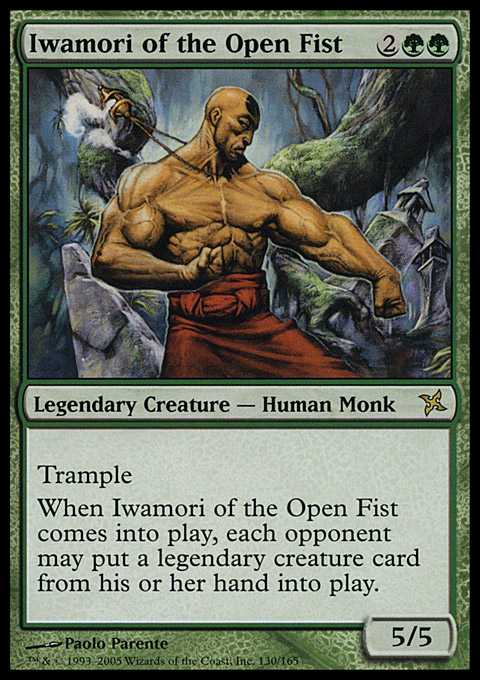 Iwamori of the Open Fist 2
Legendary Creature — Human Monk
Trample
When Iwamori of the Open Fist
comes into play, each opponent
may put a legendary creature card
from his or her hand into play.
Paolo Parente
5/5
™ & © 1993–2005 Wizards of the Coast, Inc. 130/165